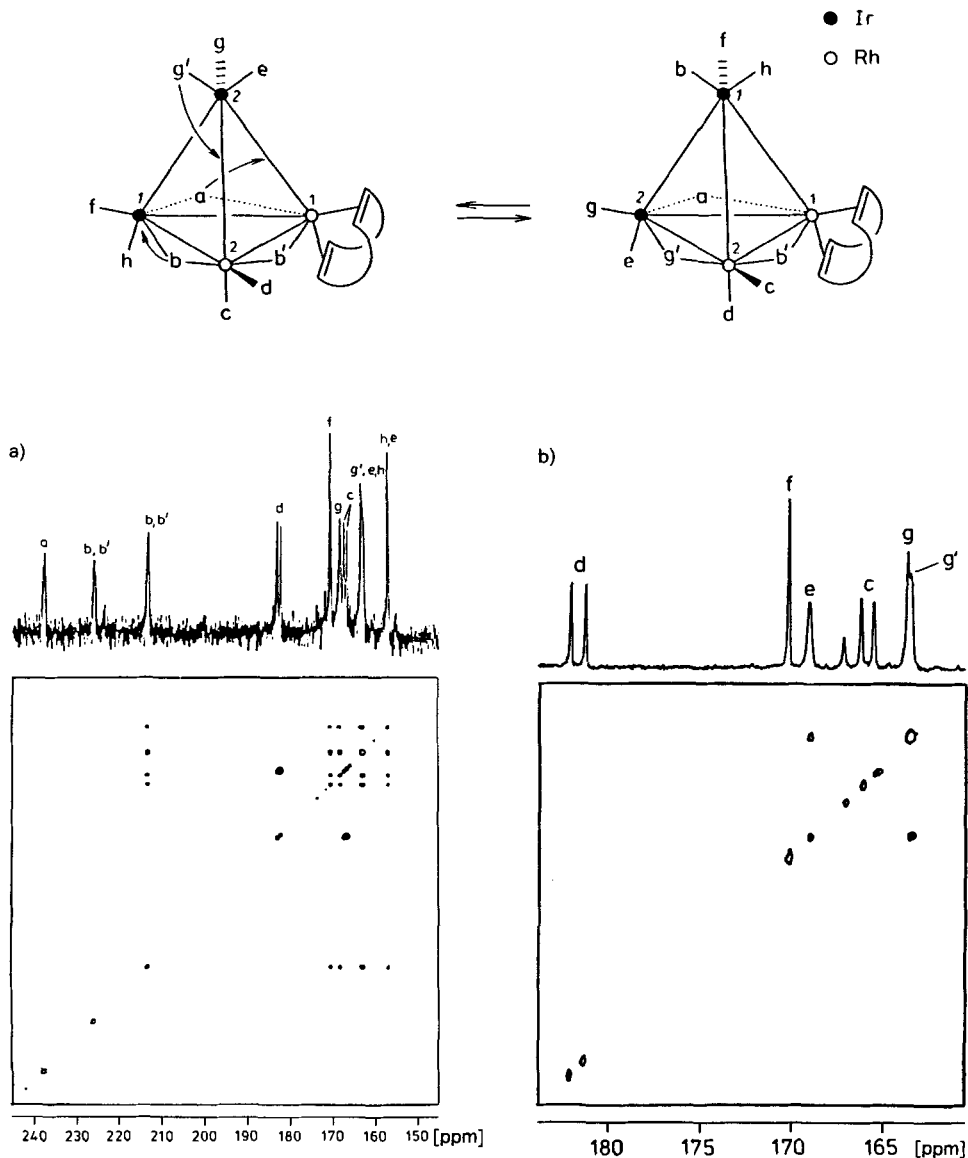 ● Ir
○ Rh
g
g' e
2
1 a 1
f
h b 2 b'
d
c
f
b h
1
2 a 1
g
e g' 2 b'
c
d
a)
a
b, b'
b, b'
d
f
g
c
g', e,h
h,e
240 230 220 210 200 190 180 170 160 150 [ppm]
b)
d
f
e
c
g
g'
180 170 165 [ppm]